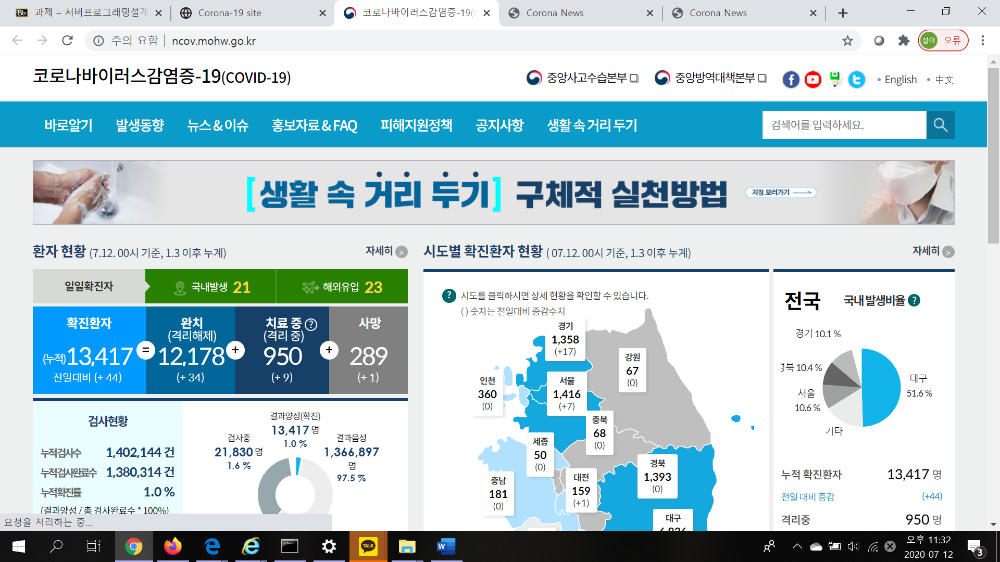 과제 – 서버프로그래밍설계
Corona-19 site
코로나바이러스감염증-19(C
Corona News
Corona News
주의 요함
ncov.mohw.go.kr
설아
오류
코로나바이러스감염증-19(COVID-19)
중앙사고수습본부
중앙방역대책본부
• English
• 中文
바로알기
발생동향
뉴스 & 이슈
홍보자료 & FAQ
피해지원정책
공지사항
생활 속 거리 두기
검색어를 입력하세요.
[생활 속 거리 두기] 구체적 실천방법
지침 보러가기
환자 현황 (7.12. 00시 기준, 1.3 이후 누계)
자세히 >
일일확진자
국내발생 21
해외유입 23
확진환자
(누적)13,417
전일대비 (+ 44)
=
완치
(격리해제)
12,178
(+ 34)
+
치료 중 ?
(격리 중)
950
(+ 9)
+
사망
289
(+ 1)
검사현황
누적검사수 1,402,144 건
누적검사완료수 1,380,314 건
누적확진률 1.0 %
(결과양성 / 총 검사완료수 * 100%)
결과양성(확진)
13,417 명
1.0 %
검사중
21,830 명
1.6 %
결과음성
1,366,897
명
97.5 %
시도별 확진환자 현황 ( 07.12. 00시 기준, 1.3 이후 누계)
자세히 >
? 시도를 클릭하시면 상세 현황을 확인할 수 있습니다.
( ) 숫자는 전일대비 증감수치
경기
1,358
(+17)
강원
67
(0)
인천
360
(0)
서울
1,416
(+7)
충북
68
(0)
세종
50
(0)
경북
1,393
(0)
대전
159
(+1)
충남
181
(0)
대구
전국
국내 발생비율 ?
경기 10.1 %
경북 10.4 %
서울
10.6 %
대구
51.6 %
기타
누적 확진환자 13,417 명
전일 대비 증감 (+44)
격리중 950 명
요청을 처리하는 중...
TALK
오후 11:32
2020-07-12
3